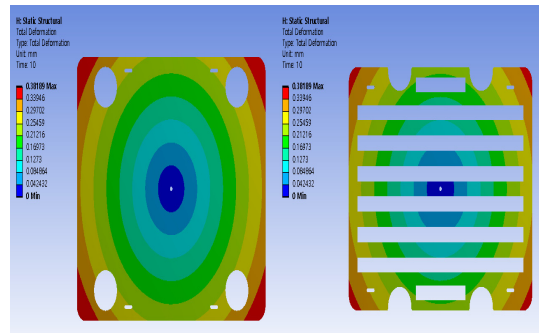 H: Static Structural
Total Deformation
Type: Total Deformation
Unit: mm
Time: 10
0.38189 Max
0.33946
0.29702
0.25459
0.21216
0.16973
0.1273
0.084864
0.042432
0 Min
H: Static Structural
Total Deformation
Type: Total Deformation
Unit: mm
Time: 10
0.38189 Max
0.33946
0.29702
0.25459
0.21216
0.16973
0.1273
0.084864
0.042432
0 Min